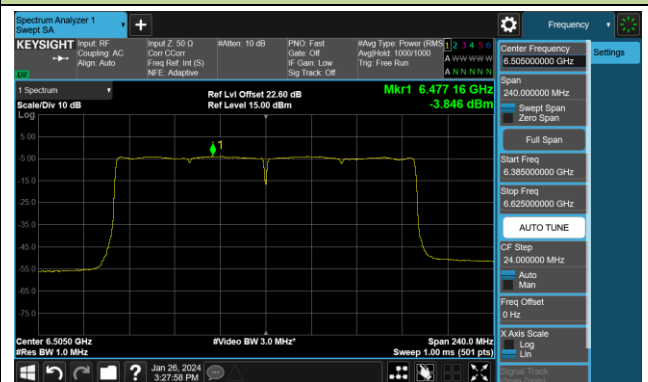 Spectrum Analyzer 1
Swept SA
Frequency
KEYSIGHT
Input: RF
Coupling: AC
Align: Auto
Input Z: 50 Ω
Corr CCorr
Freq Ref: Int (S)
NFE: Adaptive
#Atten: 10 dB
PNO: Fast
Gate: Off
IF Gain: Low
Sig Track: Off
#Avg Type: Power (RMS
Avg|Hold: 1000/1000
Trig: Free Run
1 2 3 4 5 6
A WW WW W
A N N N N N
Center Frequency
6.505000000 GHz
Settings
Span
240.000000 MHz
Swept Span
Zero Span
Full Span
Start Freq
6.385000000 GHz
Stop Freq
6.625000000 GHz
AUTO TUNE
CF Step
24.000000 MHz
Auto
Man
Freq Offset
0 Hz
X Axis Scale
Log
Lin
Signal Track
1 Spectrum
Scale/Div 10 dB
Log
Ref Lvl Offset 22.60 dB
Ref Level 15.00 dBm
Mkr1 6.477 16 GHz
-3.846 dBm
1
5.00
-5.00
-15.0
-25.0
-35.0
-45.0
-55.0
-65.0
-75.0
Center 6.5050 GHz
#Res BW 1.0 MHz
#Video BW 3.0 MHz*
Span 240.0 MHz
Sweep 1.00 ms (501 pts)
Jan 26, 2024
3:27:58 PM